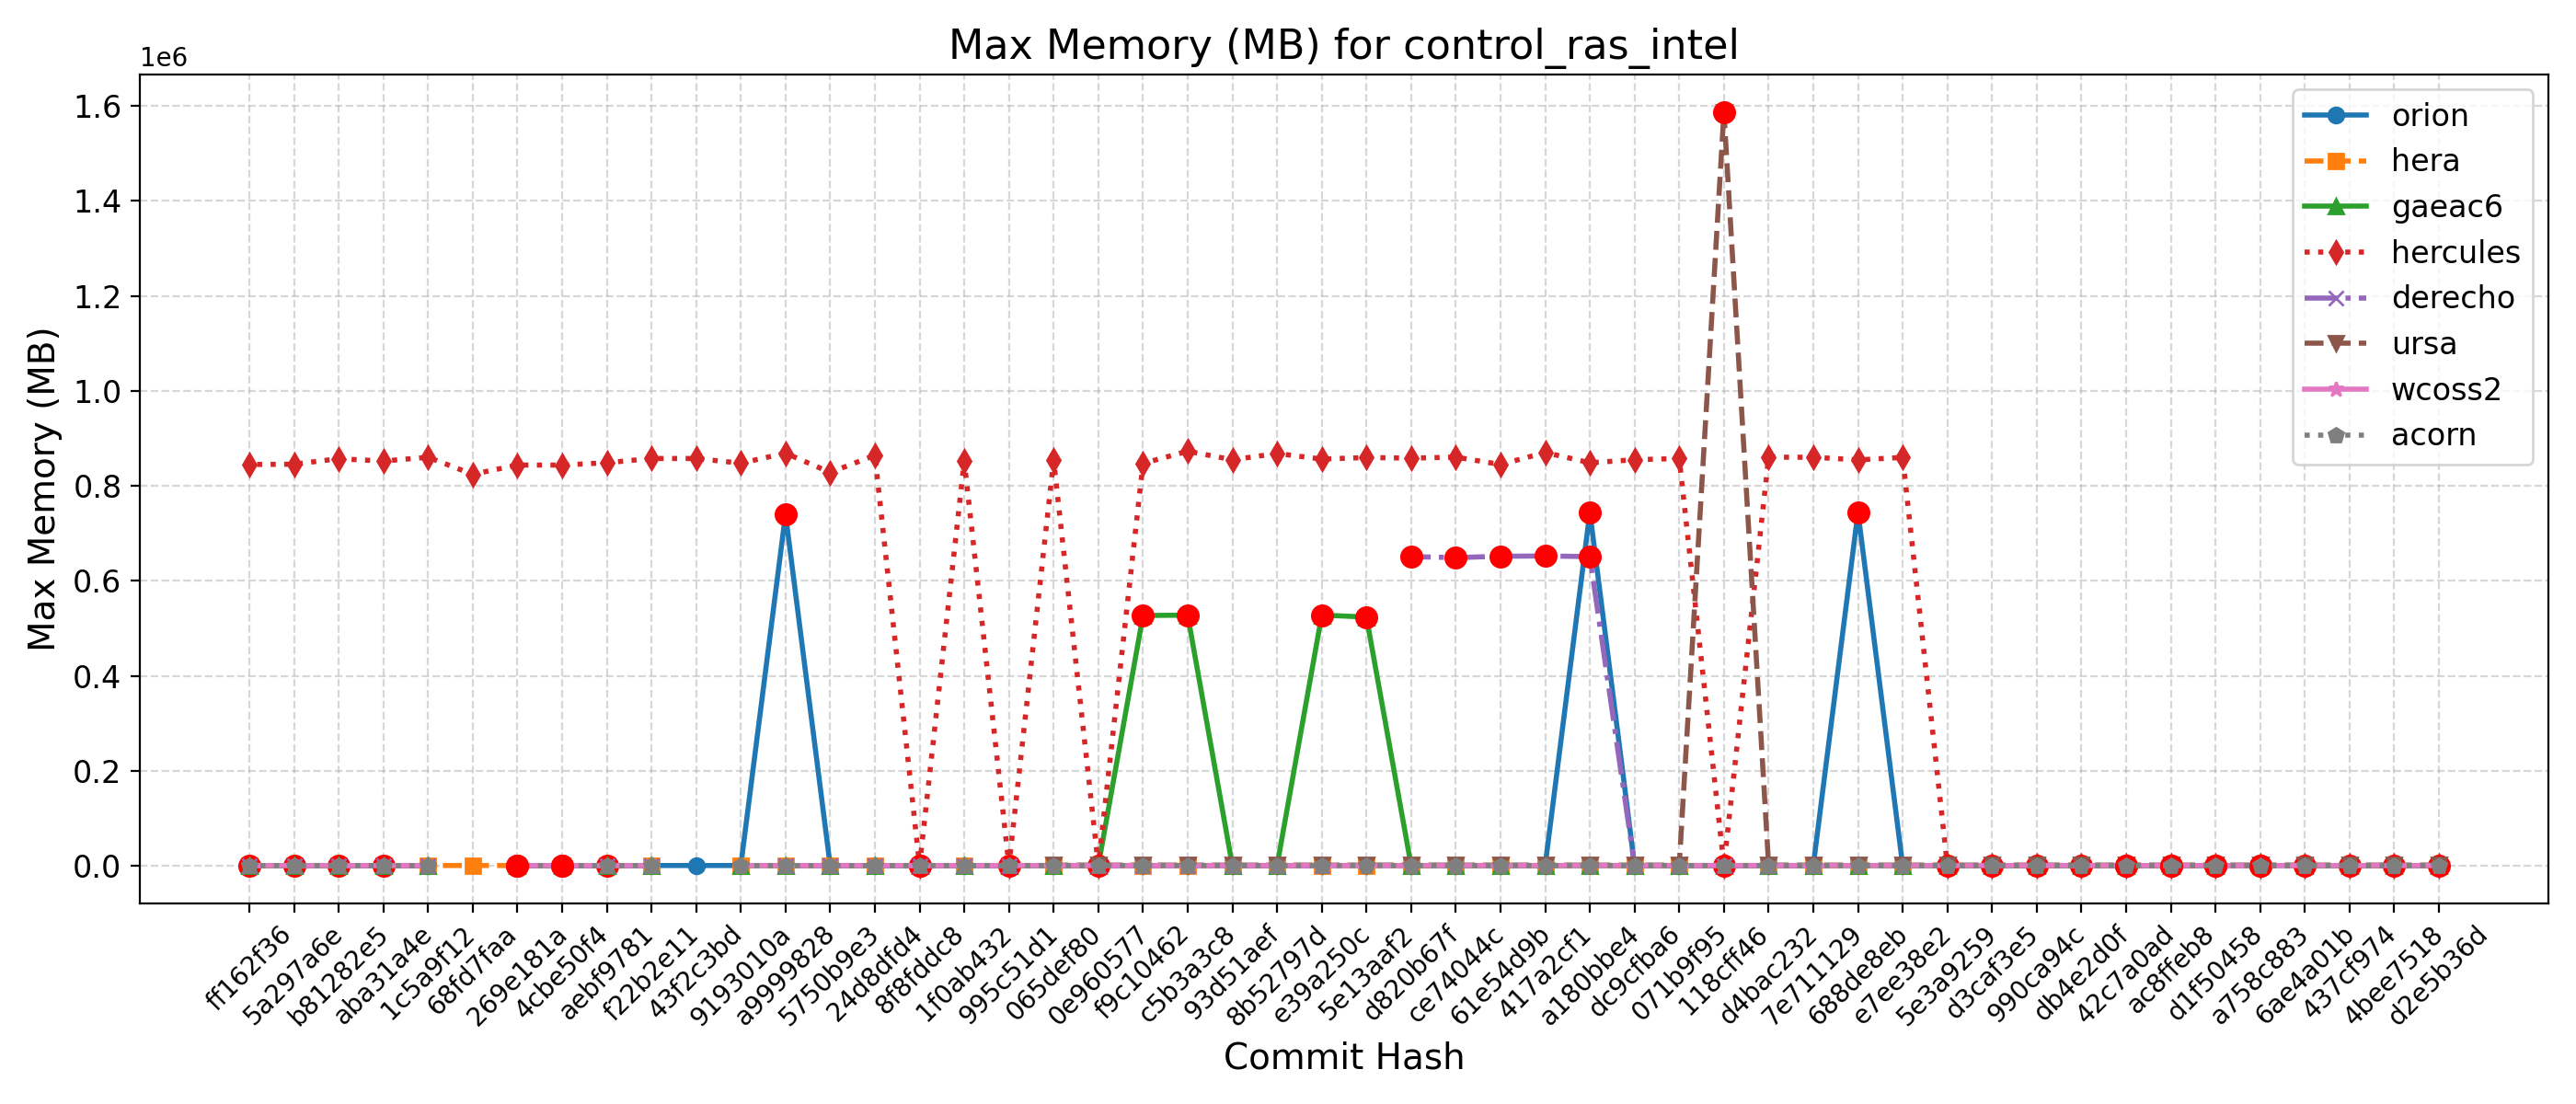 Max Memory (MB) for control_ras_intel
1e6
1.6
1.4
1.2
1.0
0.8
0.6
0.4
0.2
0.0
Max Memory (MB)
orion
hera
gaeac6
hercules
derecho
ursa
wcoss2
acorn
ff162f36
5a297a6e
b81282e5
aba31a4e
1c5a9f12
68fd7faa
269e181a
4cbe50f4
aebf9781
f22b2e11
43f2c3bd
9193010a
a9999828
5750b9e3
24d8dfd4
8f8fddc8
1f0ab432
995c51d1
065def80
0e960577
f9c10462
c5b3a3c8
93d51aef
8b52797d
e39a250c
5e13aaf2
d820b67f
ce74044c
61e54d9b
417a2cf1
a180bbe4
dc9cfba6
071b9f95
118cff46
d4bac232
7e711129
688de8eb
e7ee38e2
5e3a9259
d3caf3e5
990ca94c
db4e2d0f
42c7a0ad
ac8ffeb8
d1f50458
a758c883
6ae4a01b
437cf974
4bee7518
d2e5b36d
Commit Hash